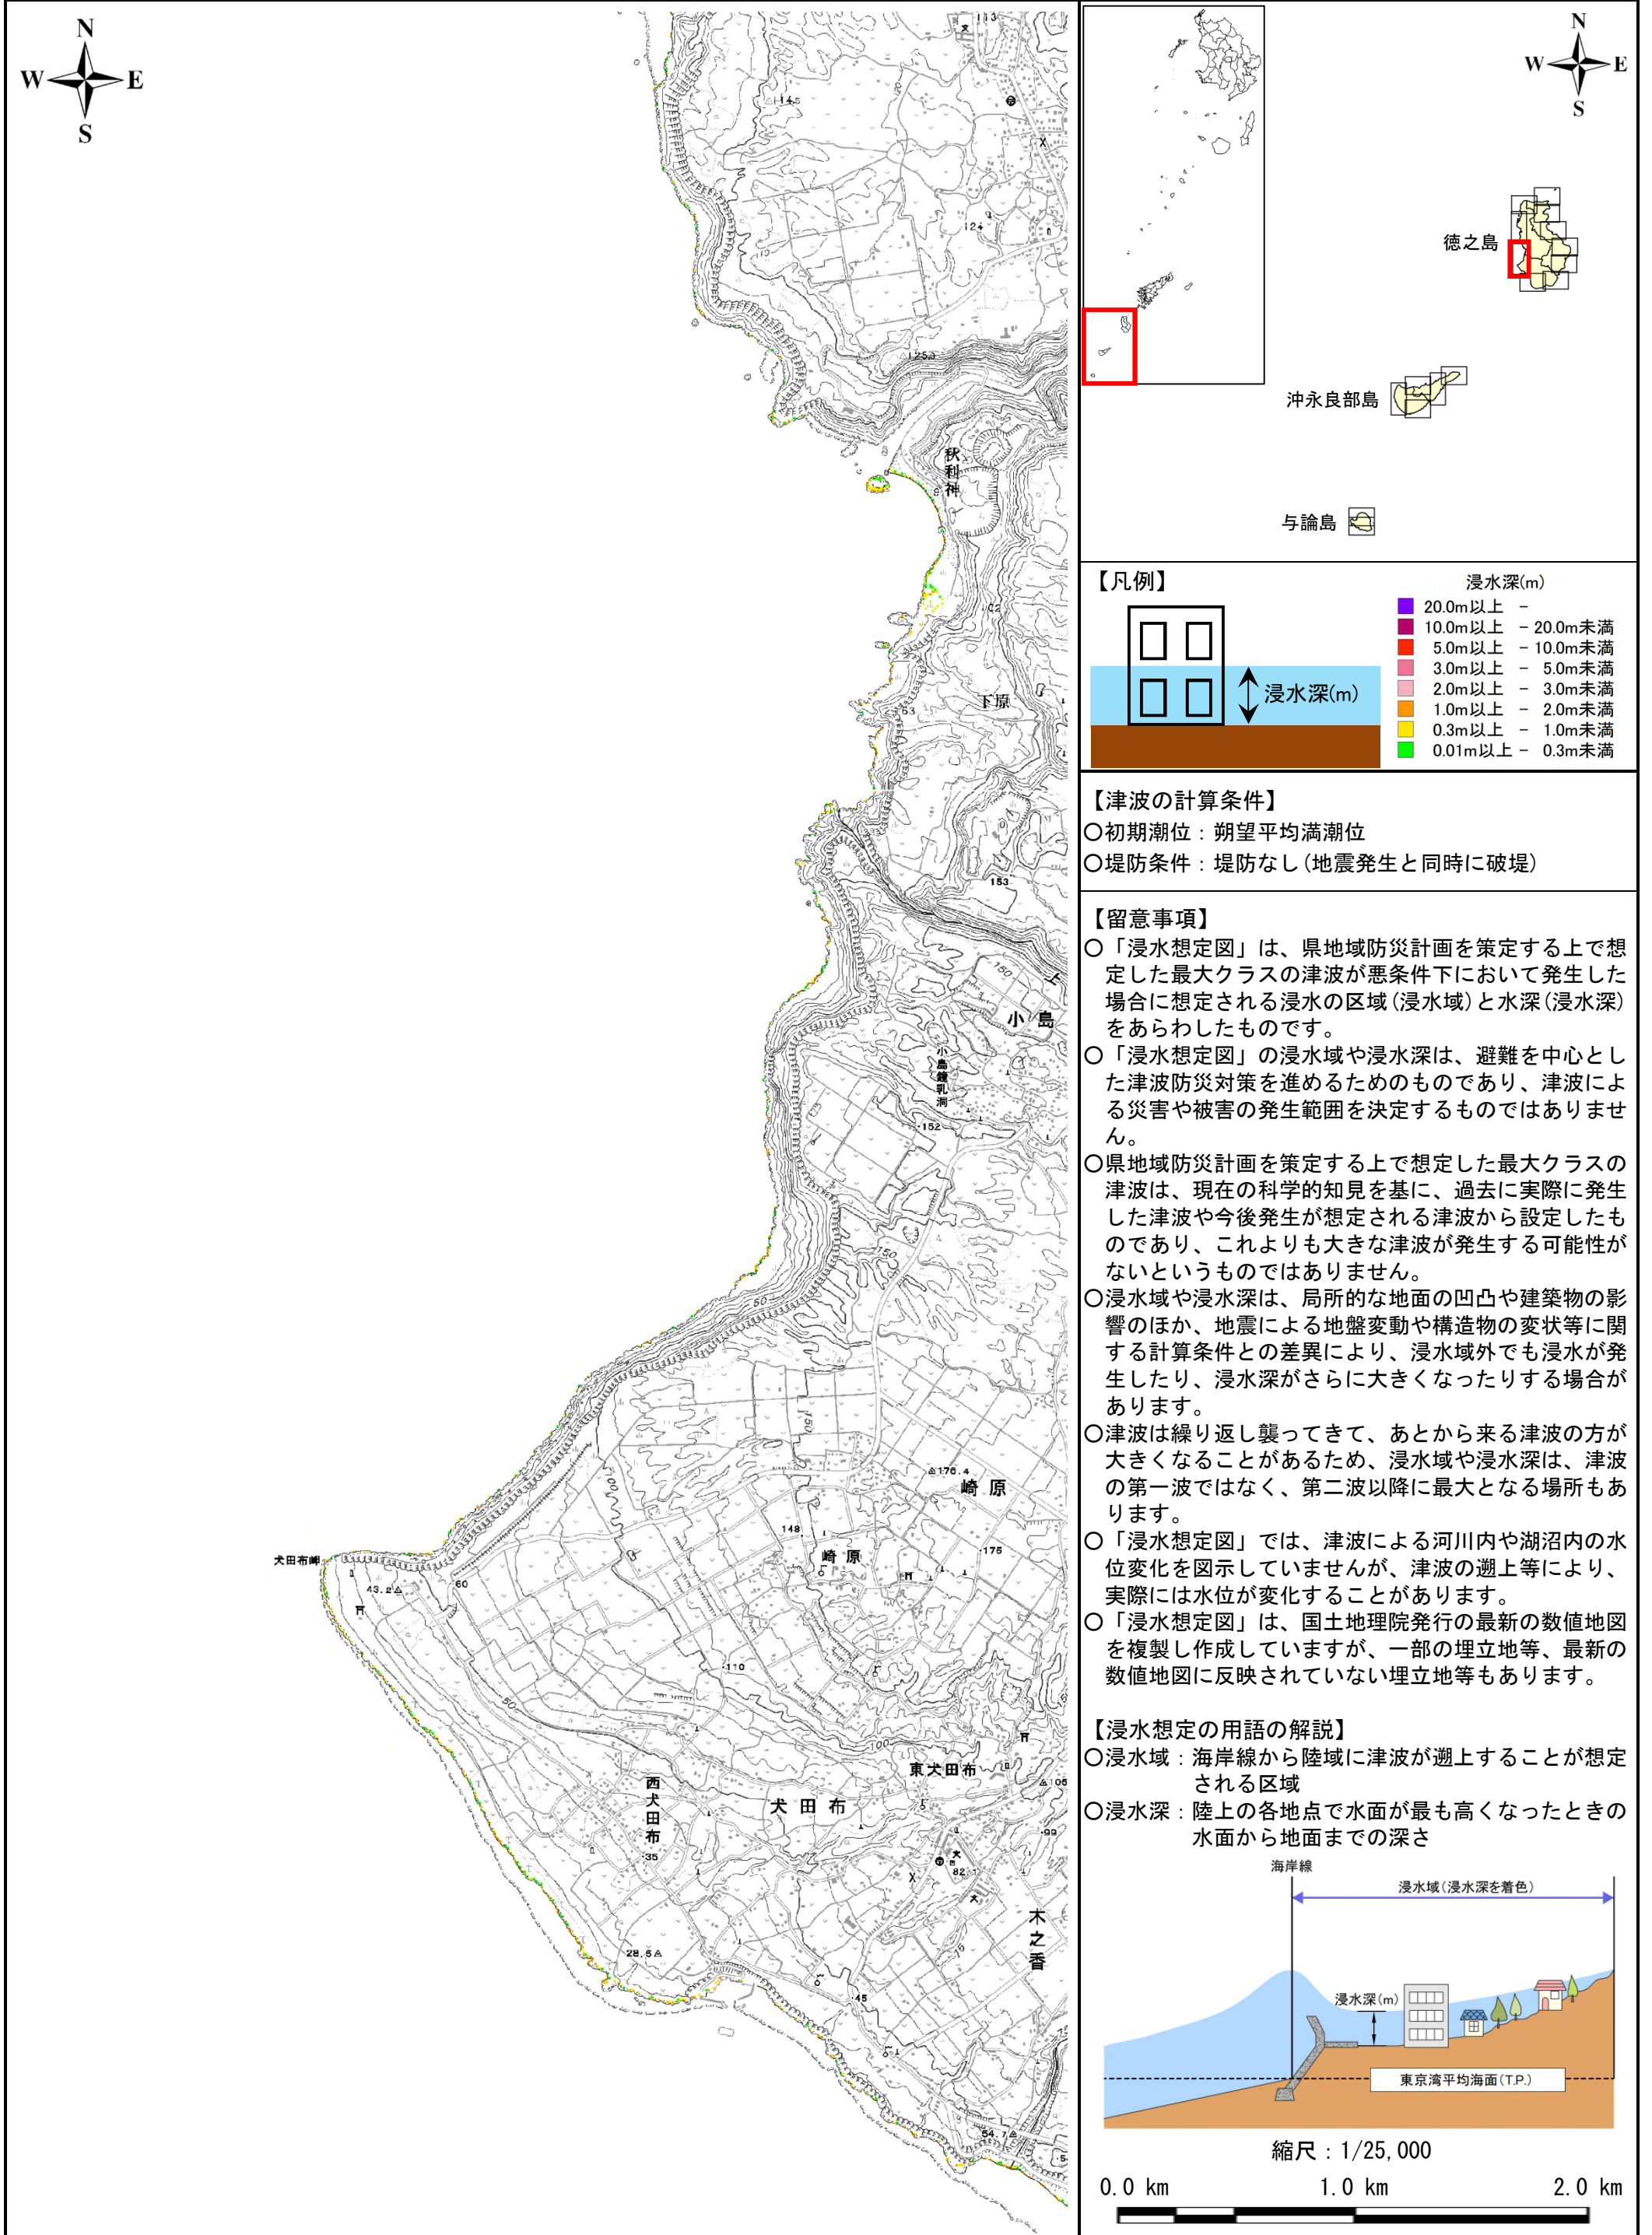 N
W E
S
113
114.5
120
124
125.3
秋利神
下原
63
153
150
上
小島
小島鐘乳洞
152
150
50
150
100
176.4
崎原
148
崎原
175
犬田布岬
43.2
60
110
50
100
東犬田布
105
西犬田布
犬田布
99
35
82.1
木之香
28.5
75
45
54.7
N
W E
S
徳之島
沖永良部島
与論島
【凡例】
浸水深(m)
浸水深(m)
20.0m以上 -
10.0m以上 - 20.0m未満
5.0m以上 - 10.0m未満
3.0m以上 - 5.0m未満
2.0m以上 - 3.0m未満
1.0m以上 - 2.0m未満
0.3m以上 - 1.0m未満
0.01m以上 - 0.3m未満
【津波の計算条件】
○初期潮位：朔望平均満潮位
○堤防条件：堤防なし(地震発生と同時に破堤)
【留意事項】
○「浸水想定図」は、県地域防災計画を策定する上で想
定した最大クラスの津波が悪条件下において発生した
場合に想定される浸水の区域(浸水域)と水深(浸水深)
をあらわしたものです。
○「浸水想定図」の浸水域や浸水深は、避難を中心とし
た津波防災対策を進めるためのものであり、津波によ
る災害や被害の発生範囲を決定するものではありませ
ん。
○県地域防災計画を策定する上で想定した最大クラスの
津波は、現在の科学的知見を基に、過去に実際に発生
した津波や今後発生が想定される津波から設定したも
のであり、これよりも大きな津波が発生する可能性が
ないというものではありません。
○浸水域や浸水深は、局所的な地面の凹凸や建築物の影
響のほか、地震による地盤変動や構造物の変状等に関
する計算条件との差異により、浸水域外でも浸水が発
生したり、浸水深がさらに大きくなったりする場合が
あります。
○津波は繰り返し襲ってきて、あとから来る津波の方が
大きくなることがあるため、浸水域や浸水深は、津波
の第一波ではなく、第二波以降に最大となる場所もあ
ります。
○「浸水想定図」では、津波による河川内や湖沼内の水
位変化を図示していませんが、津波の遡上等により、
実際には水位が変化することがあります。
○「浸水想定図」は、国土地理院発行の最新の数値地図
を複製し作成していますが、一部の埋立地等、最新の
数値地図に反映されていない埋立地等もあります。
【浸水想定の用語の解説】
○浸水域：海岸線から陸域に津波が遡上することが想定
される区域
○浸水深：陸上の各地点で水面が最も高くなったときの
水面から地面までの深さ
海岸線
浸水域(浸水深を着色)
浸水深(m)
東京湾平均海面(T.P.)
縮尺：1/25,000
0.0 km 1.0 km 2.0 km